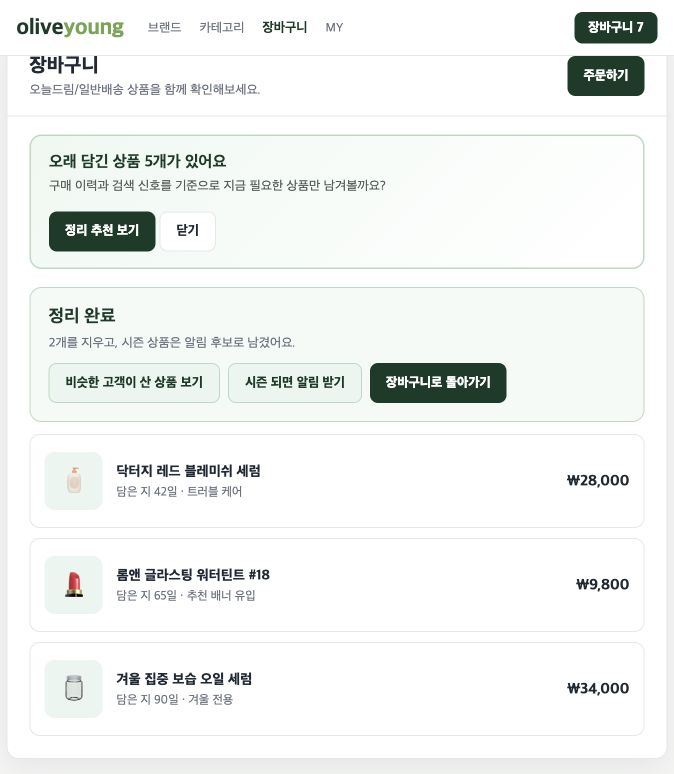 oliveyoung 브랜드 카테고리 장바구니 MY 장바구니 7
장바구니
오늘드림/일반배송 상품을 함께 확인해보세요.
주문하기
오래 담긴 상품 5개가 있어요
구매 이력과 검색 신호를 기준으로 지금 필요한 상품만 남겨볼까요?
정리 추천 보기 닫기
정리 완료
2개를 지우고, 시즌 상품은 알림 후보로 남겼어요.
비슷한 고객이 산 상품 보기 시즌 되면 알림 받기 장바구니로 돌아가기
닥터지 레드 블레미쉬 세럼
담은 지 42일 · 트러블 케어
₩28,000
롬앤 글라스팅 워터틴트 #18
담은 지 65일 · 추천 배너 유입
₩9,800
겨울 집중 보습 오일 세럼
담은 지 90일 · 겨울 전용
₩34,000